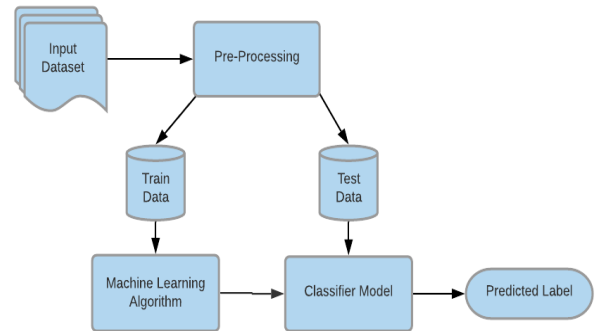 Input
Dataset
Pre-Processing
Train
Data
Test
Data
Machine Learning
Algorithm
Classifier Model
Predicted Label